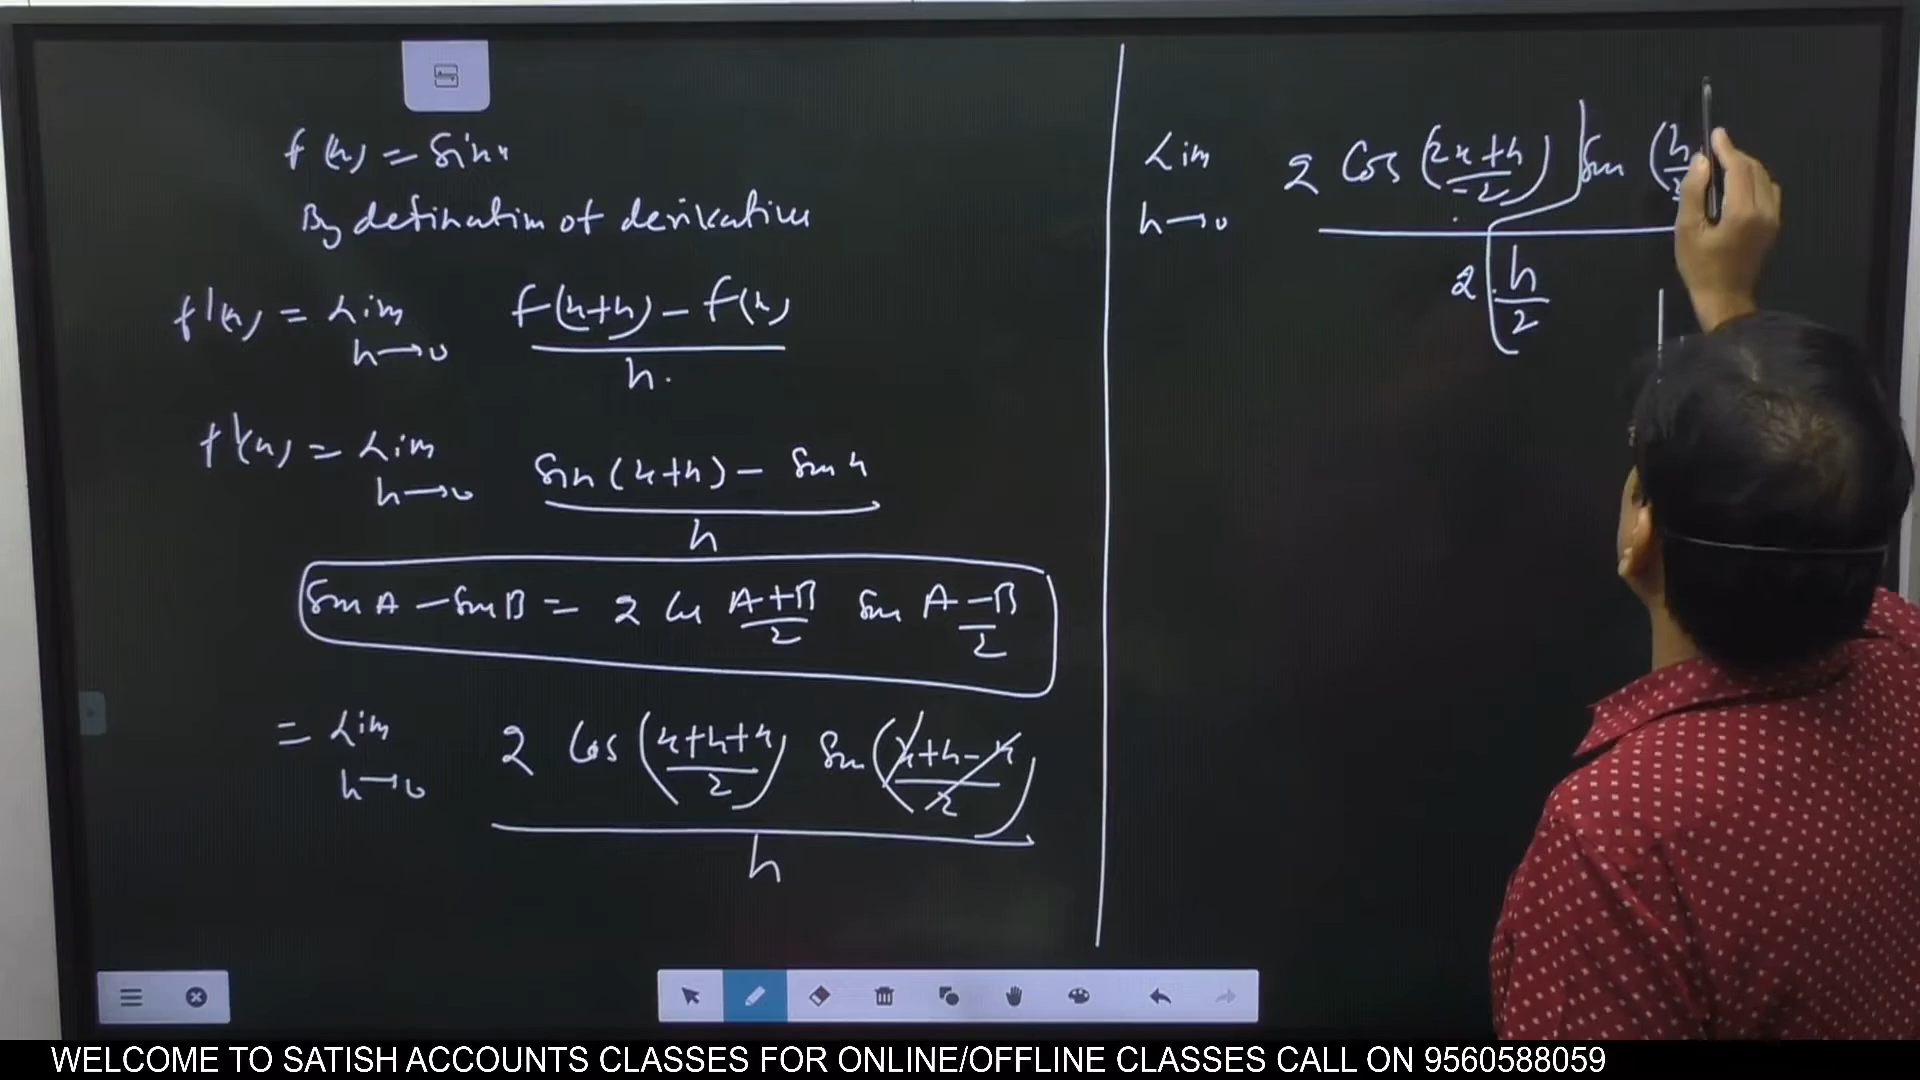 f(x) = Sinx
By defination of derivative
f'(x) = Lim h→0 f(x+h) – f(x) / h.
f'(x) = Lim h→0 Sin(x+h) – Sin x / h
Sin A – Sin B = 2 Cos A+B/2 Sin A–B/2
= Lim h→0 2 Cos (x+h+x / 2) Sin (x+h–x / 2) / h
Lim h→0 2 Cos (2x+h / 2) Sin (h / 2 / 2 . h/2
WELCOME TO SATISH ACCOUNTS CLASSES FOR ONLINE/OFFLINE CLASSES CALL ON 9560588059